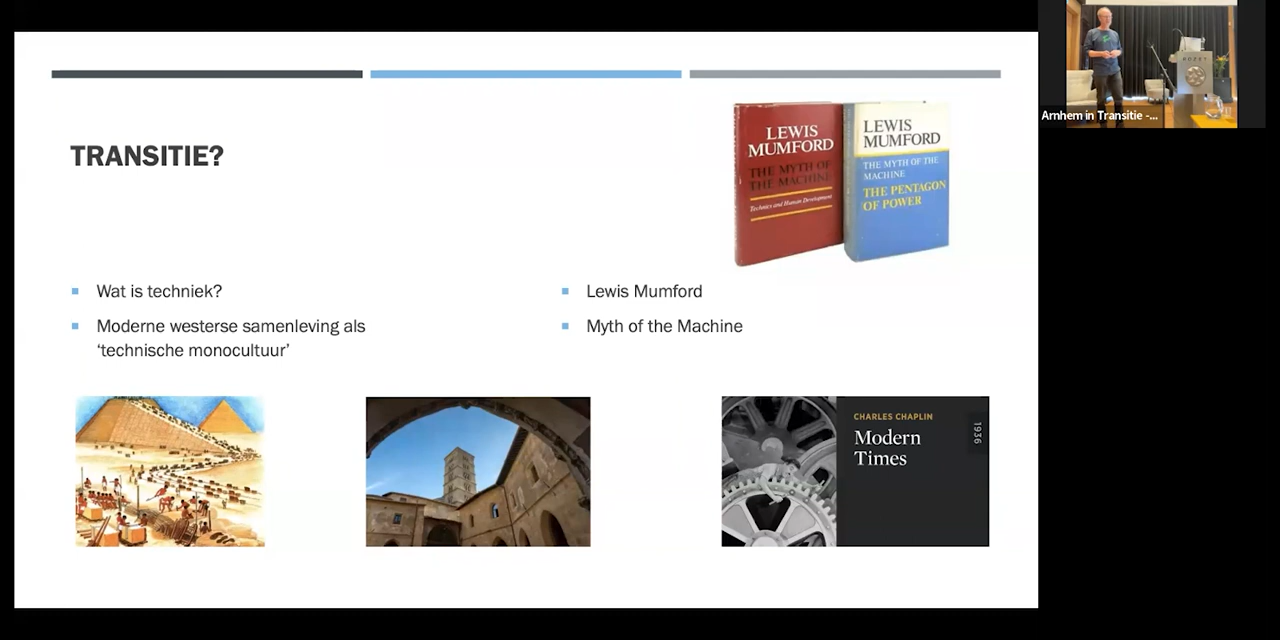 TRANSITIE?
LEWIS
MUMFORD
THE MYTH OF
THE MACHINE
Technics and Human Development
LEWIS
MUMFORD
THE MYTH OF THE
MACHINE
THE PENTAGON
OF POWER
Wat is techniek?
Moderne westerse samenleving als
‘technische monocultuur’
Lewis Mumford
Myth of the Machine
CHARLES CHAPLIN
Modern
Times
1936
Arnhem in Transitie -...
ROZET